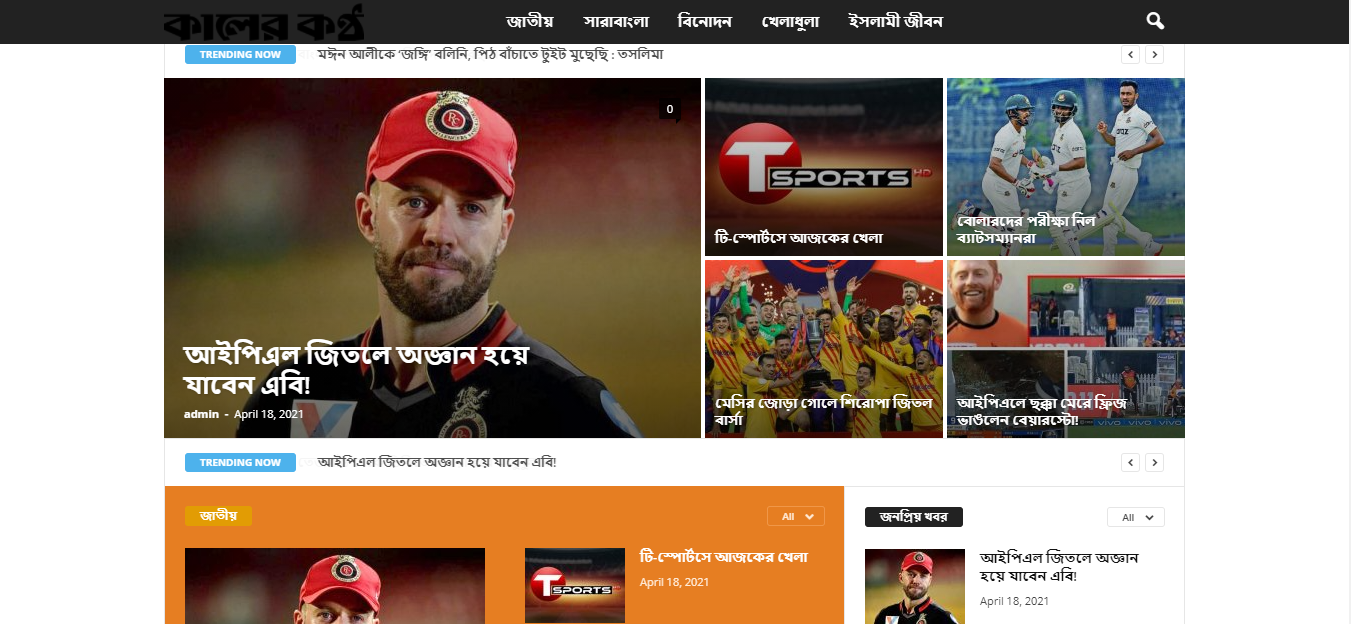 কালের কণ্ঠ
জাতীয় সারাবাংলা বিনোদন খেলাধুলা ইসলামী জীবন
TRENDING NOW মঈন আলীকে ‘জঙ্গি’ বলিনি, পিঠ বাঁচাতে টুইট মুছেছি : তসলিমা
0
আইপিএল জিতলে অজ্ঞান হয়ে
যাবেন এবি!
admin - April 18, 2021
T SPORTS HD
টি-স্পোর্টসে আজকের খেলা
বোলারদের পরীক্ষা নিল
ব্যাটসম্যানরা
মেসির জোড়া গোলে শিরোপা জিতল
বার্সা
আইপিএলে ছক্কা মেরে ফ্রিজ
ভাঙলেন বেয়ারস্টো!
vivo vivo vivo
TRENDING NOW আইপিএল জিতলে অজ্ঞান হয়ে যাবেন এবি!
জাতীয়
All
T SPORTS
টি-স্পোর্টসে আজকের খেলা
April 18, 2021
জনপ্রিয় খবর
All
আইপিএল জিতলে অজ্ঞান
হয়ে যাবেন এবি!
April 18, 2021